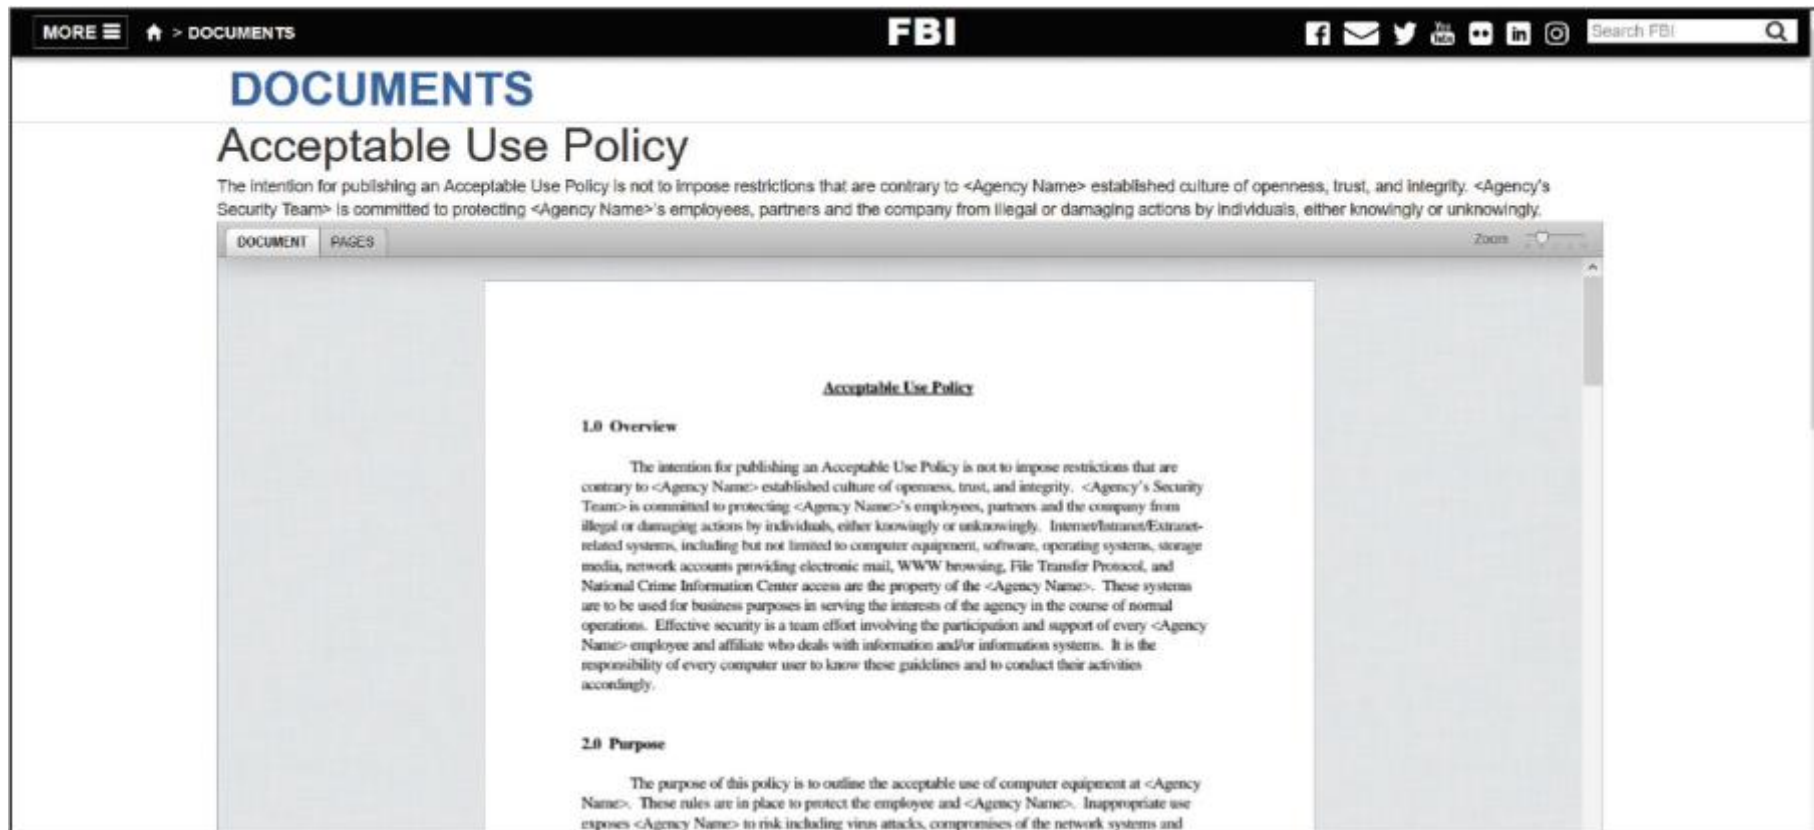 MORE > DOCUMENTS FBI Search FBI
DOCUMENTS
Acceptable Use Policy
The intention for publishing an Acceptable Use Policy is not to impose restrictions that are contrary to <Agency Name> established culture of openness, trust, and integrity. <Agency's
Security Team> is committed to protecting <Agency Name>'s employees, partners and the company from illegal or damaging actions by individuals, either knowingly or unknowingly.
DOCUMENT PAGES Zoom
Acceptable Use Policy
1.0 Overview
The intention for publishing an Acceptable Use Policy is not to impose restrictions that are
contrary to <Agency Name> established culture of openness, trust, and integrity. <Agency's Security
Team> is committed to protecting <Agency Name>'s employees, partners and the company from
illegal or damaging actions by individuals, either knowingly or unknowingly. Internet/Intranet/Extranet-
related systems, including but not limited to computer equipment, software, operating systems, storage
media, network accounts providing electronic mail, WWW browsing, File Transfer Protocol, and
National Crime Information Center access are the property of the <Agency Name>. These systems
are to be used for business purposes in serving the interests of the agency in the course of normal
operations. Effective security is a team effort involving the participation and support of every <Agency
Name> employee and affiliate who deals with information and/or information systems. It is the
responsibility of every computer user to know these guidelines and to conduct their activities
accordingly.
2.0 Purpose
The purpose of this policy is to outline the acceptable use of computer equipment at <Agency
Name>. These rules are in place to protect the employee and <Agency Name>. Inappropriate use
exposes <Agency Name> to risk including virus attacks, compromises of the network systems and